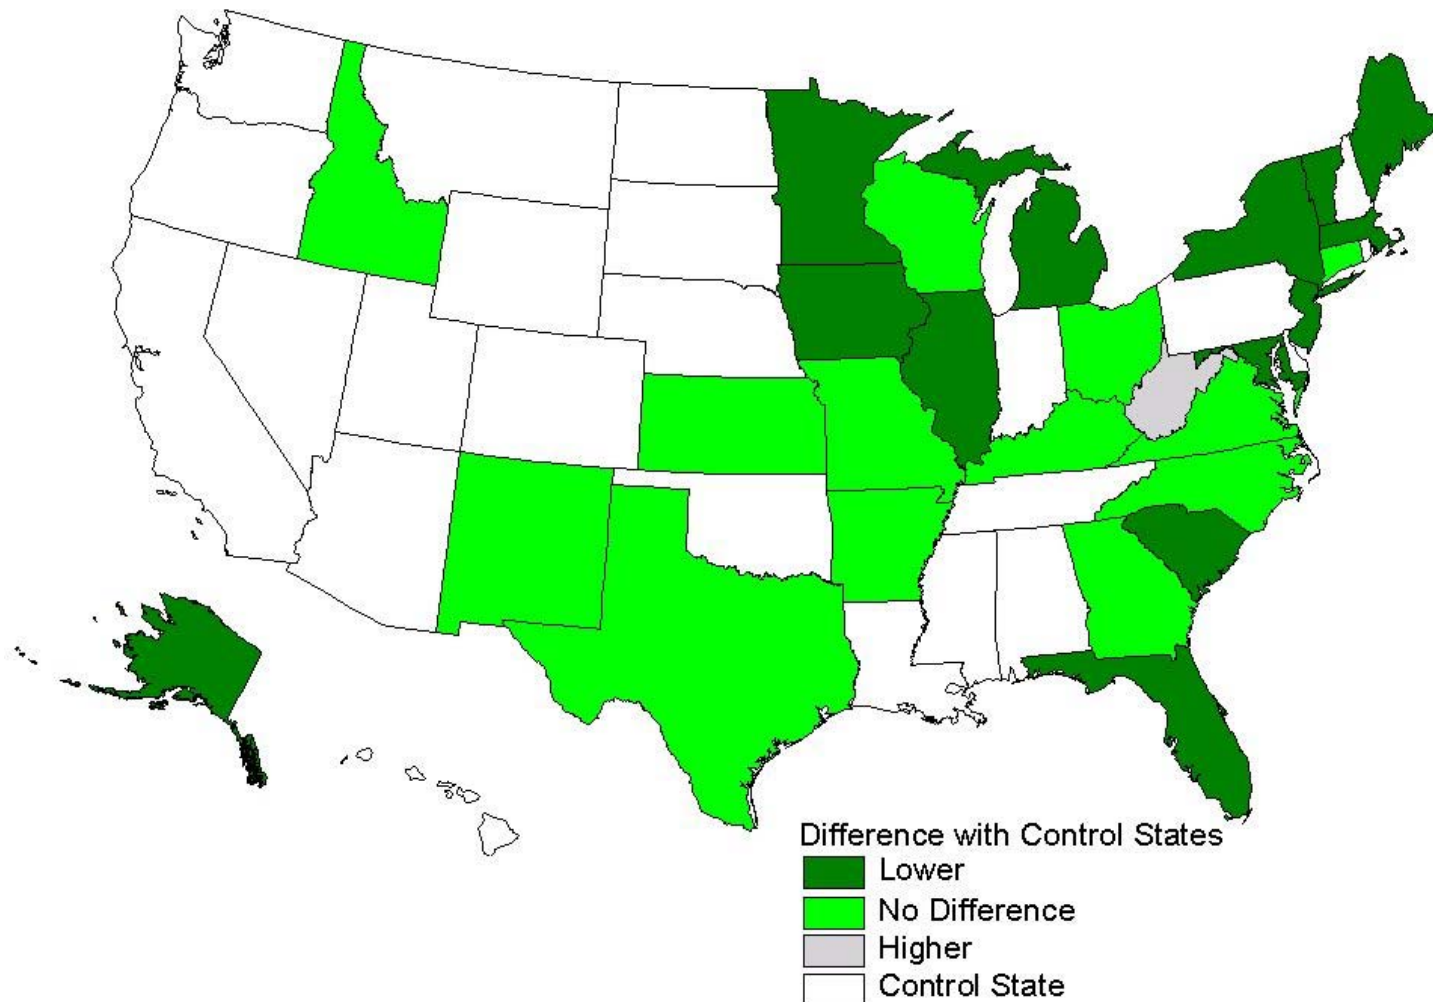 Difference with Control States
Lower
No Difference
Higher
Control State